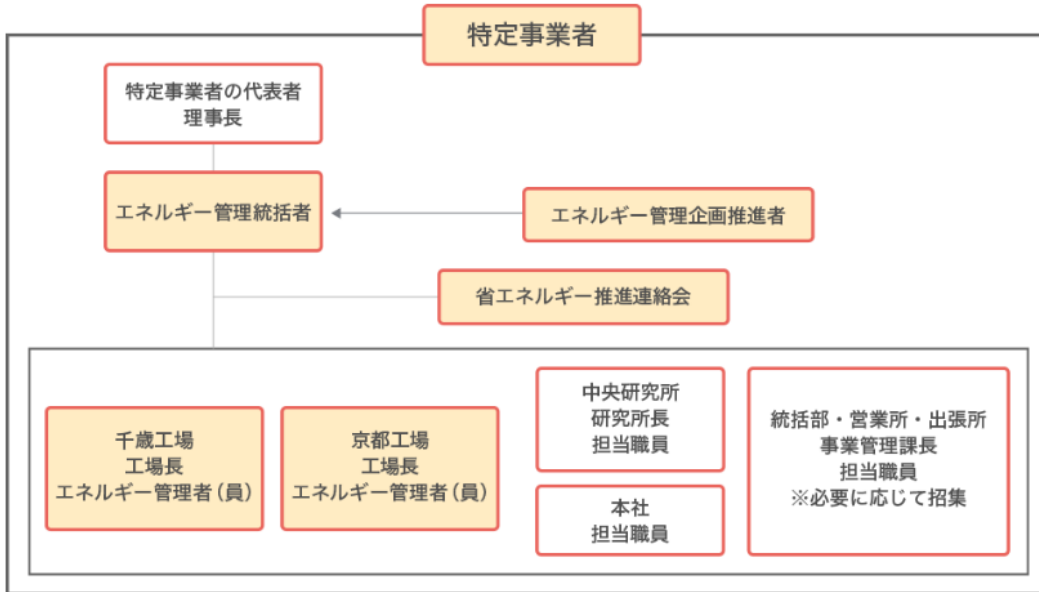 特定事業者
特定事業者の代表者
理事長
エネルギー管理統括者
エネルギー管理企画推進者
省エネルギー推進連絡会
千歳工場
工場長
エネルギー管理者(員)
京都工場
工場長
エネルギー管理者(員)
中央研究所
研究所長
担当職員
本社
担当職員
統括部・営業所・出張所
事業管理課長
担当職員
※必要に応じて招集